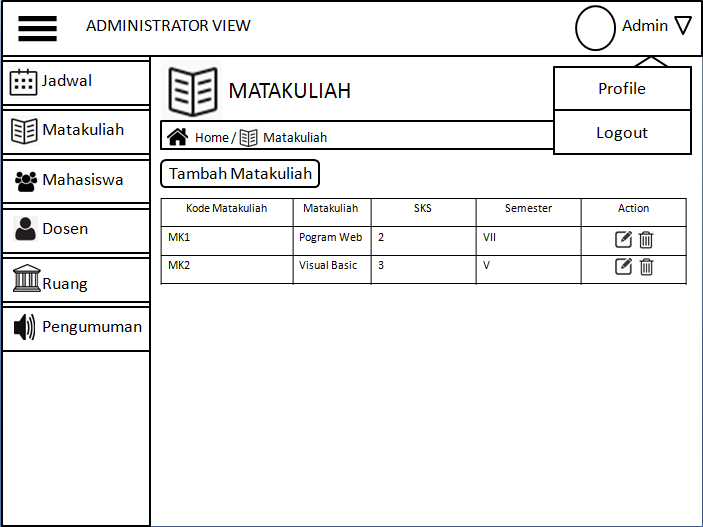 ADMINISTRATOR VIEW
Admin
Profile
Logout
Jadwal
Matakuliah
Mahasiswa
Dosen
Ruang
Pengumuman
MATAKULIAH
Home / Matakuliah
Tambah Matakuliah
Kode Matakuliah Matakuliah SKS Semester Action
MK1 Pogram Web 2 VII
MK2 Visual Basic 3 V